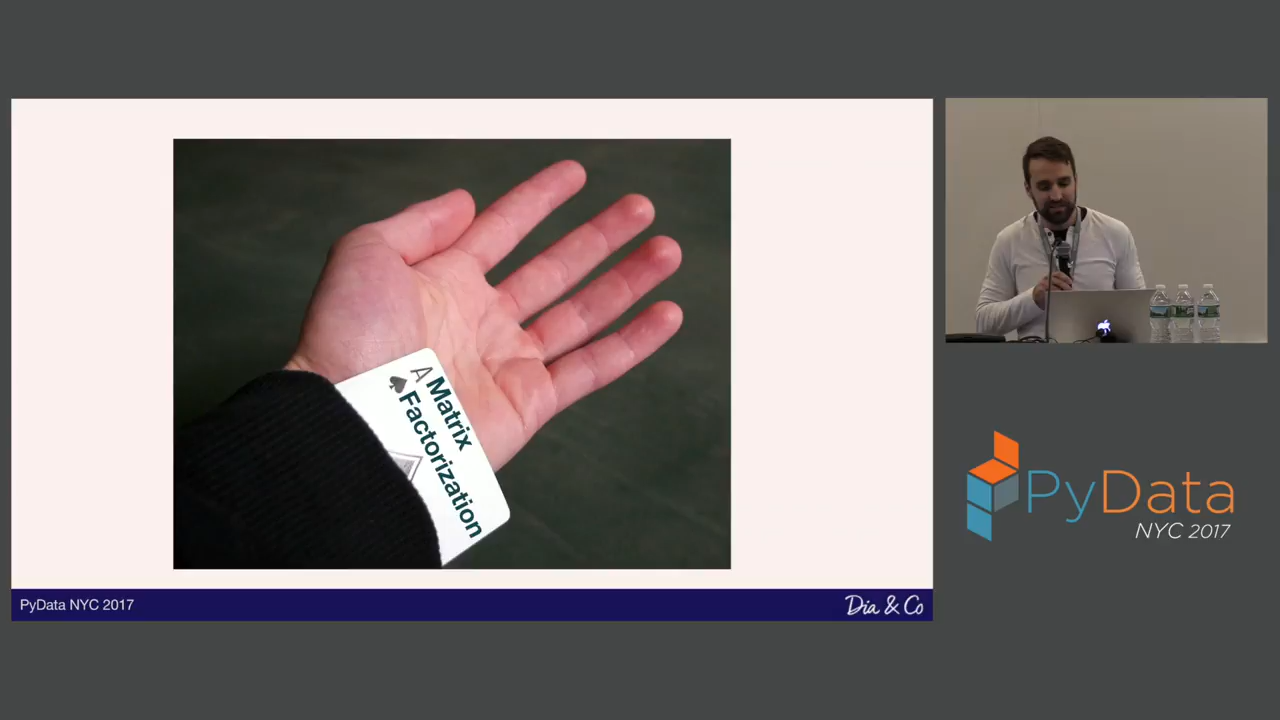 A Matrix
Factorization
PyData NYC 2017
Dia & Co
PyData
NYC 2017